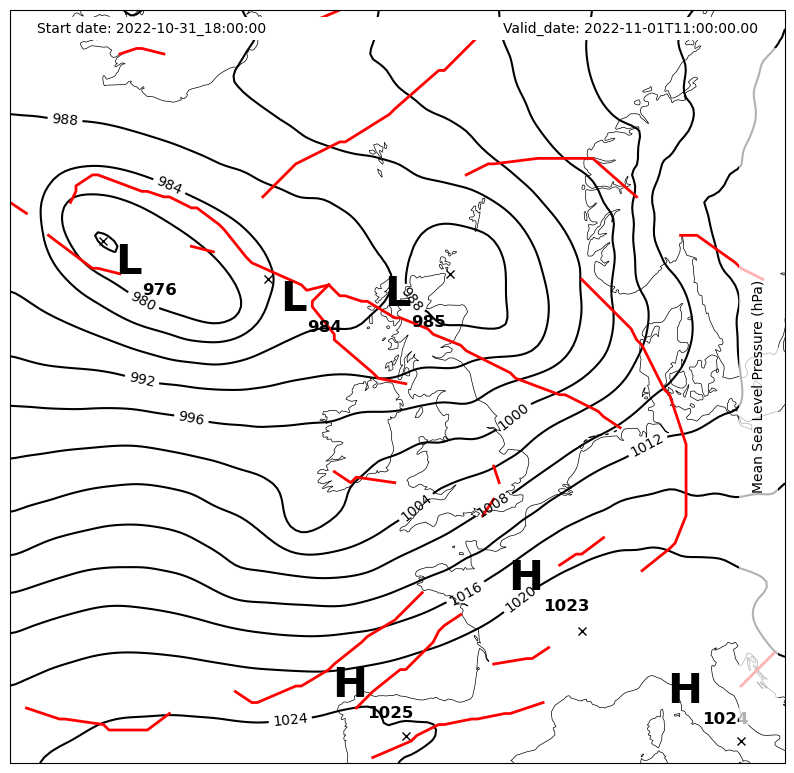 Start date: 2022-10-31_18:00:00
Valid_date: 2022-11-01T11:00:00.00
988
984
L
976
980
L
984
988
L
985
992
996
1000
1012
1004
1008
Mean Sea Level Pressure (hPa)
1016
1020
H
1023
H
1025
1024
H
1024